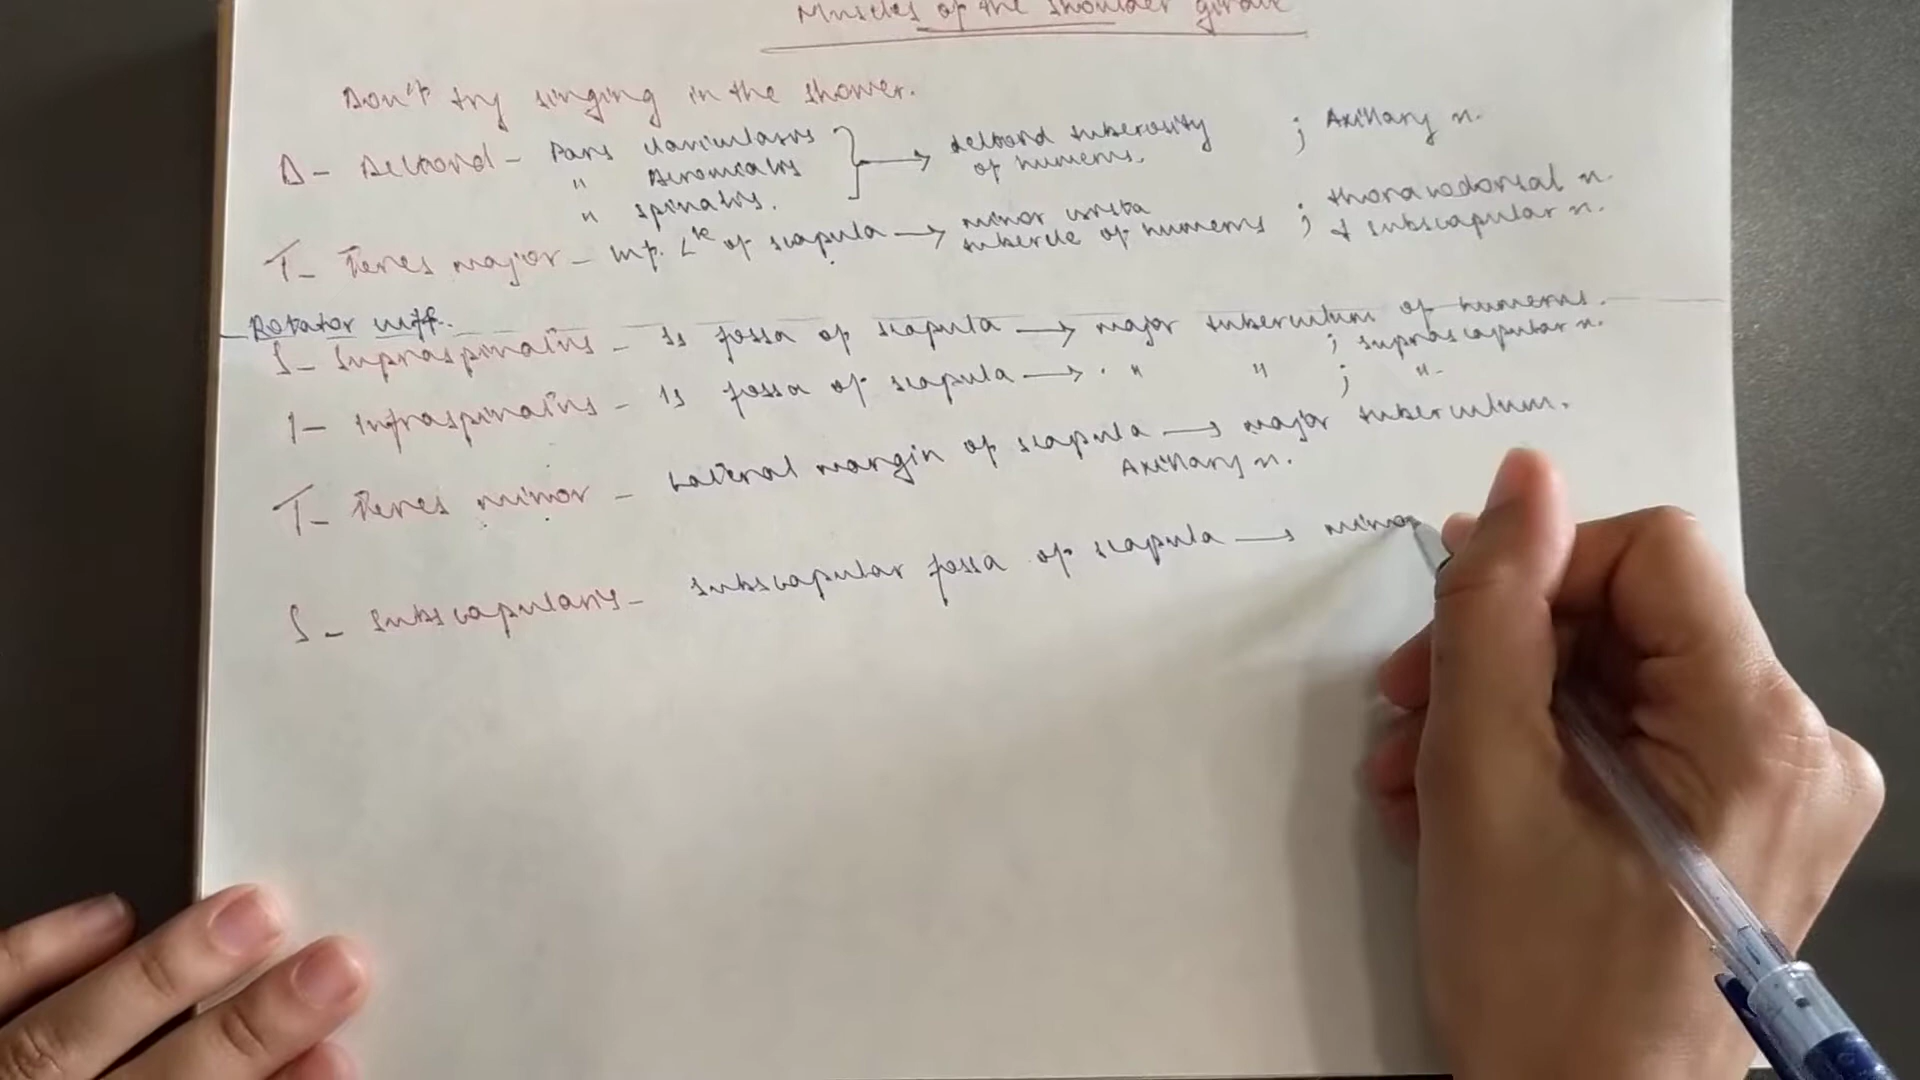 Muscles of the shoulder girdle
Don't try singing in the shower.
D - Deltoid - Pars clavicularis
" acromialis
" spinalis.
→ deltoid tuberosity
of humerus.
; Axillary n.
T - Teres major - inf. L le of scapula → minor crista
tubercle of humerus
; thoracodorsal n.
& subscapular n.
Rotator cuff.
S - Supraspinatus - ss fossa of scapula → major tuberculum of humerus.
; suprascapular n.
I - Infraspinatus - Is fossa of scapula → " " ; "
T - Teres minor - Lateral margin of scapula → major tuberculum.
Axillary n.
S - Subscapularis - subscapular fossa of scapula → minor